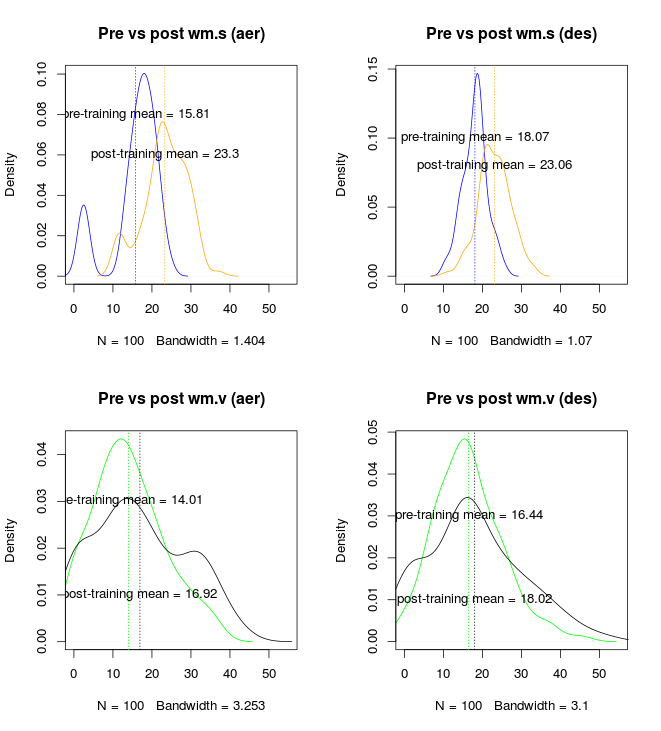 Pre vs post wm.s (aer)
Density
0.00 0.02 0.04 0.06 0.08 0.10
pre-training mean = 15.81
post-training mean = 23.3
0 10 20 30 40 50
N = 100 Bandwidth = 1.404
Pre vs post wm.s (des)
Density
0.00 0.05 0.10 0.15
pre-training mean = 18.07
post-training mean = 23.06
0 10 20 30 40 50
N = 100 Bandwidth = 1.07
Pre vs post wm.v (aer)
Density
0.00 0.01 0.02 0.03 0.04
e-training mean = 14.01
post-training mean = 16.92
0 10 20 30 40 50
N = 100 Bandwidth = 3.253
Pre vs post wm.v (des)
Density
0.00 0.01 0.02 0.03 0.04 0.05
pre-training mean = 16.44
post-training mean = 18.02
0 10 20 30 40 50
N = 100 Bandwidth = 3.1